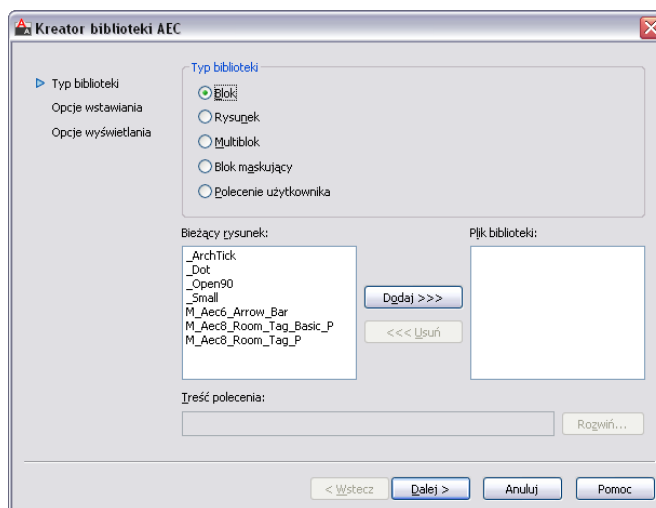 Kreator biblioteki AEC
Typ biblioteki
Opcje wstawiania
Opcje wyświetlania
Typ biblioteki
Blok
Rysunek
Multiblok
Blok maskujący
Polecenie użytkownika
Bieżący rysunek:
Plik biblioteki:
_ArchTick
_Dot
_Open90
_Small
M_Aec6_Arrow_Bar
M_Aec8_Room_Tag_Basic_P
M_Aec8_Room_Tag_P
Dodaj >>>
<<< Usuń
Treść polecenia:
Rozwiń...
< Wstecz
Dalej >
Anuluj
Pomoc